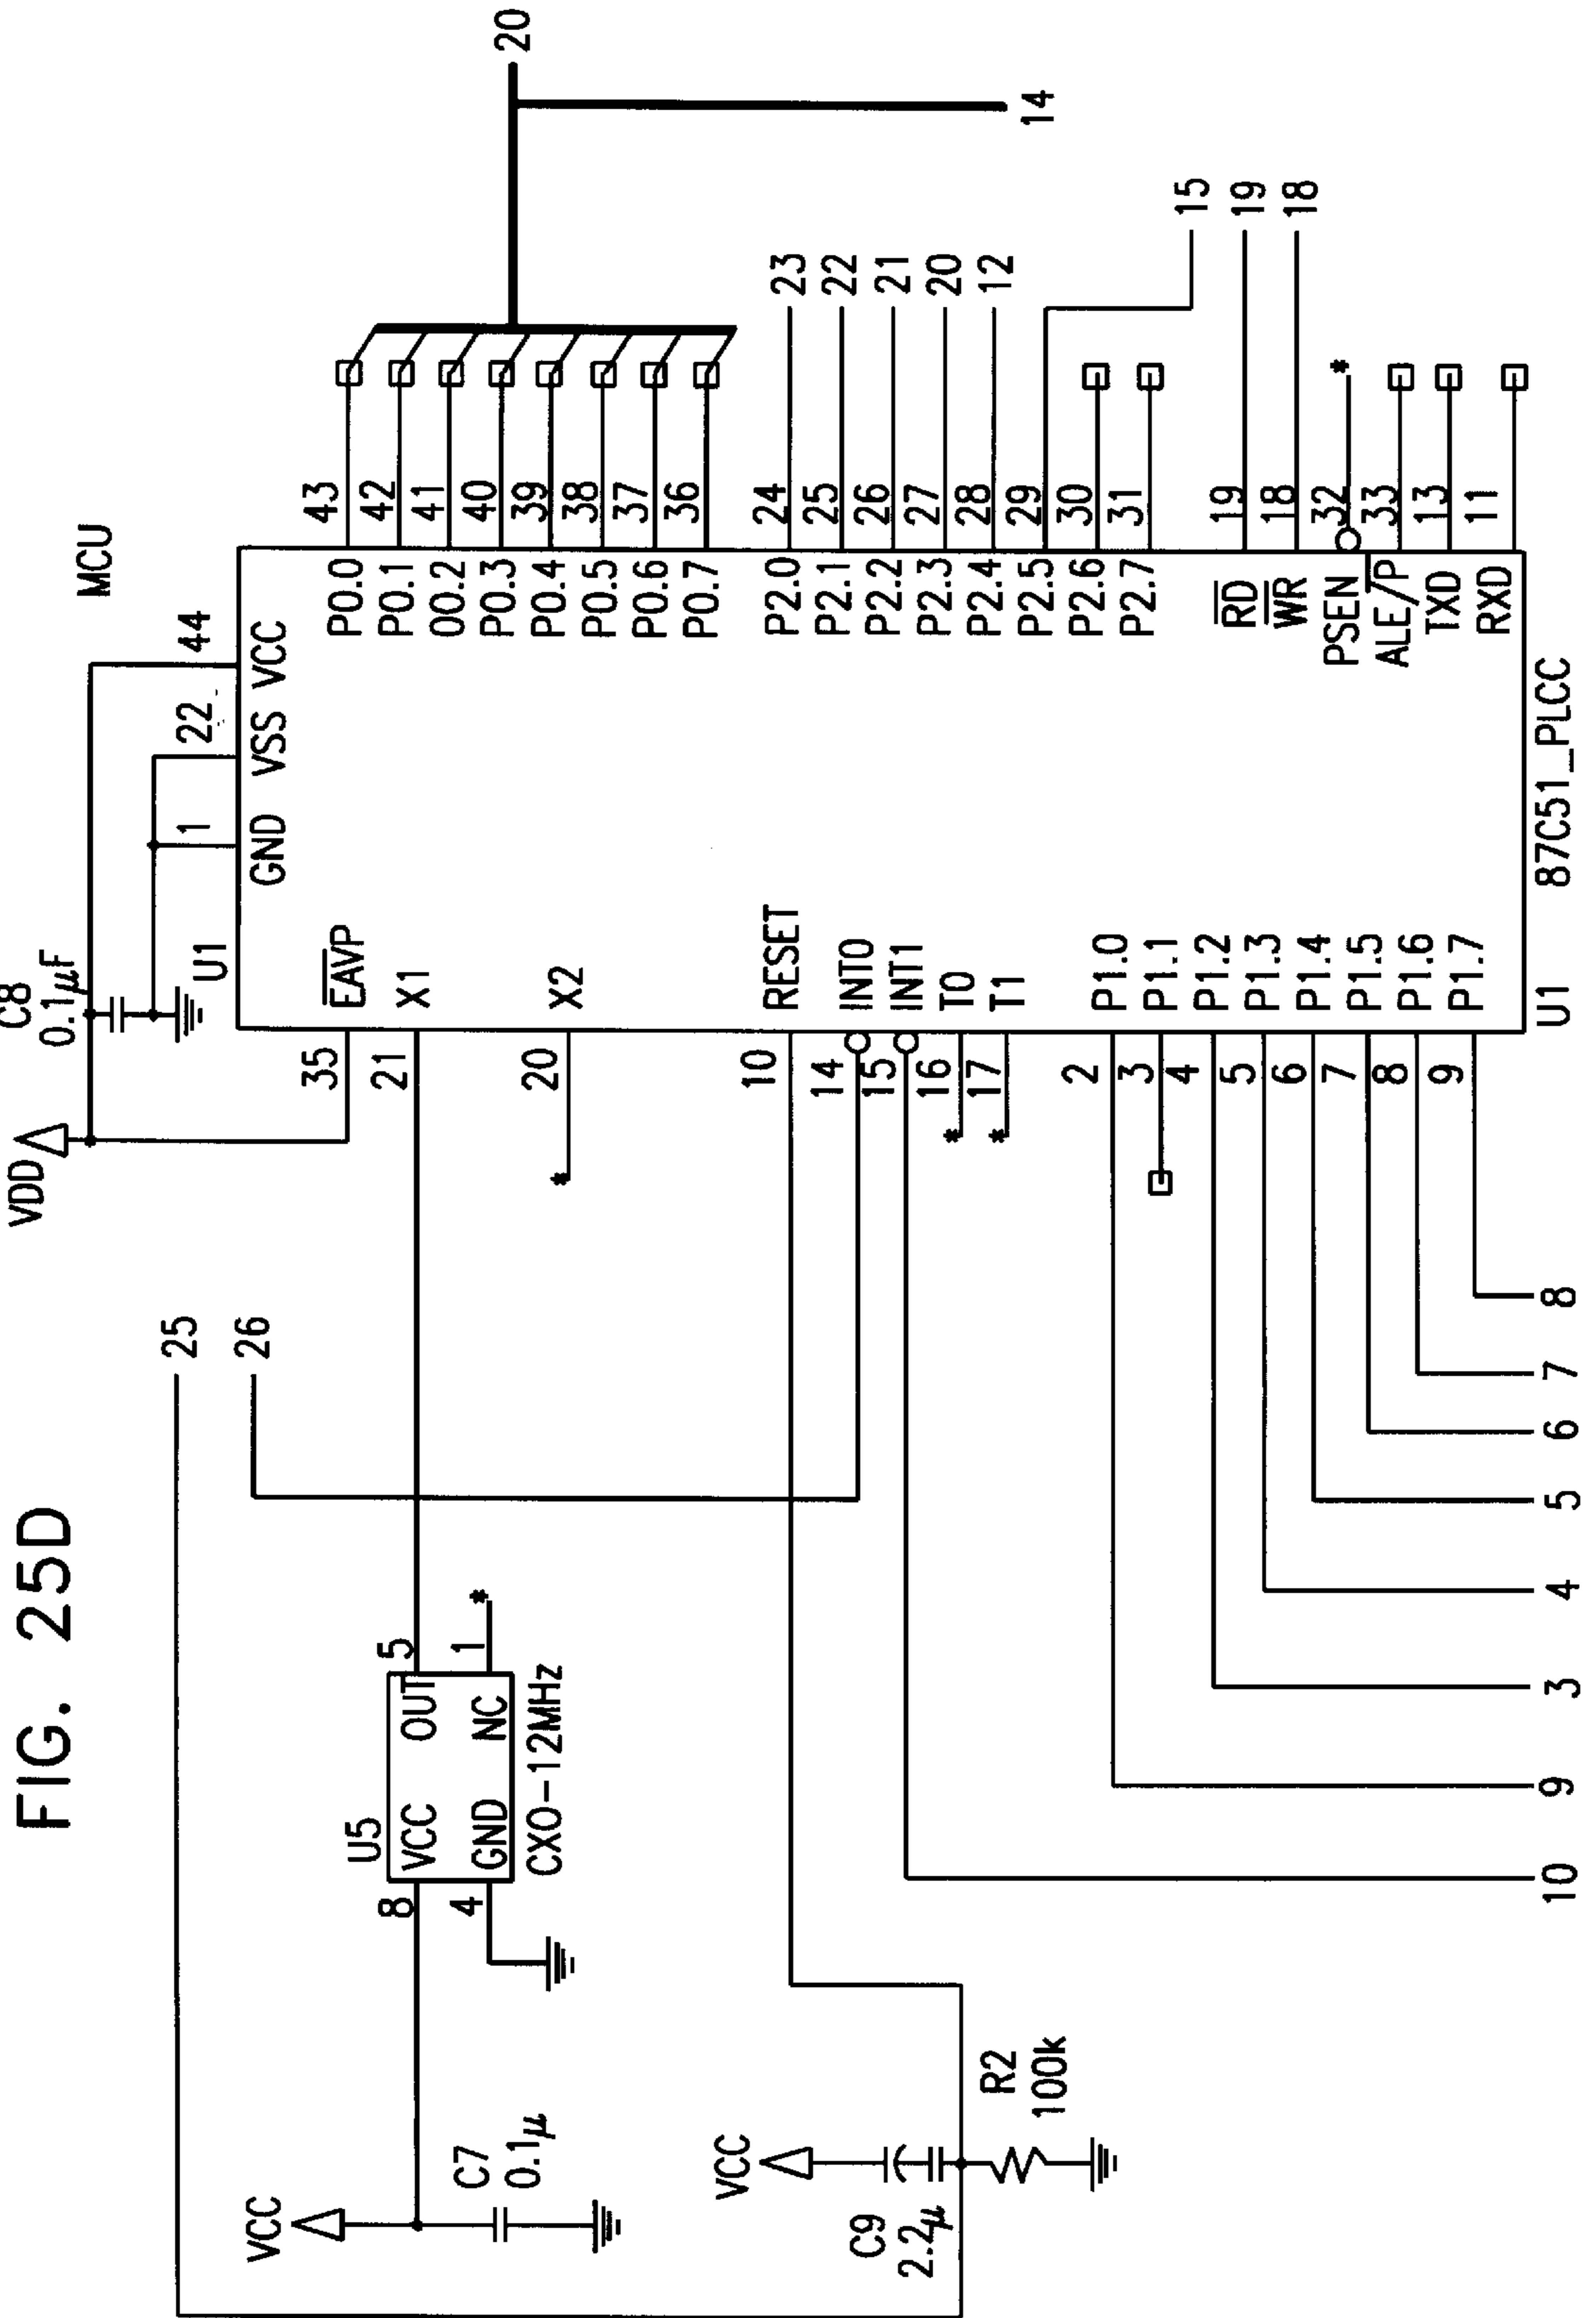 FIG. 25D
VDD
C8
0.1μF
MCU
25
26
U1
1
22
44
GND VSS VCC
35
EAVP
21
X1
20
X2
10
RESET
14
INT0
15
INT1
16
T0
17
T1
2
P1.0
3
P1.1
4
P1.2
5
P1.3
6
P1.4
7
P1.5
8
P1.6
9
P1.7
P0.0
43
P0.1
42
O0.2
41
P0.3
40
P0.4
39
P0.5
38
P0.6
37
P0.7
36
20
14
P2.0
24
23
P2.1
25
22
P2.2
26
21
P2.3
27
20
P2.4
28
12
P2.5
29
15
P2.6
30
P2.7
31
RD
19
19
WR
18
18
PSEN
32
*
ALE/P
33
TXD
13
RXD
11
U1
87C51_PLCC
*
*
*
U5
8
VCC OUT
5
4
GND NC
1
*
CXO-12MHz
VCC
C7
0.1μ
VCC
C9
2.2μ
R2
100k
10
9
3
4
5
6
7
8